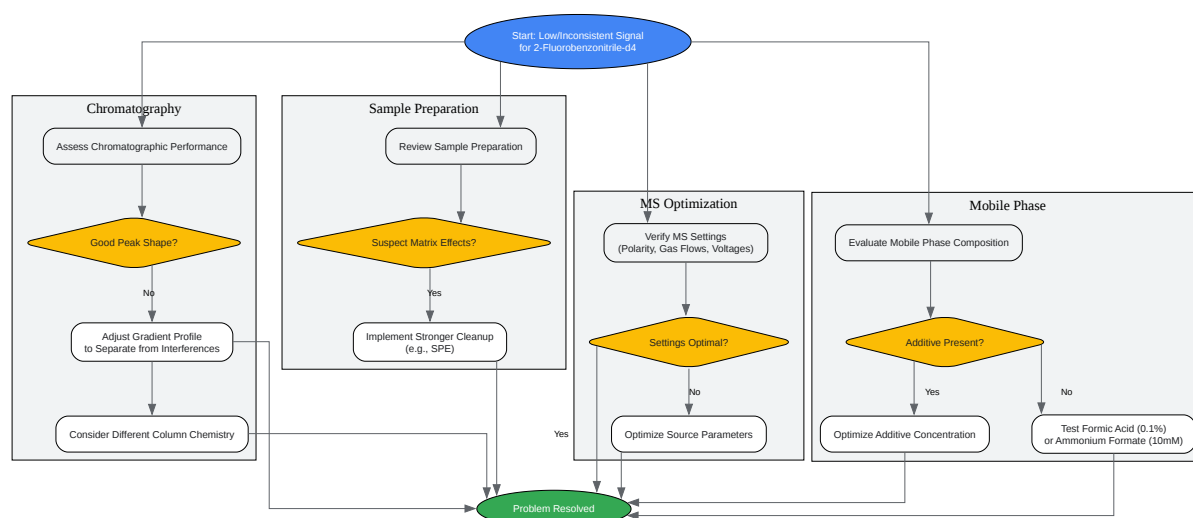 Start: Low/Inconsistent Signal
for 2-Fluorobenzonitrile-d4
Chromatography
Assess Chromatographic Performance
Good Peak Shape?
No
Adjust Gradient Profile
to Separate from Interferences
Consider Different Column Chemistry
Sample Preparation
Review Sample Preparation
Suspect Matrix Effects?
Yes
Implement Stronger Cleanup
(e.g., SPE)
MS Optimization
Verify MS Settings
(Polarity, Gas Flows, Voltages)
Settings Optimal?
No
Yes
Optimize Source Parameters
Mobile Phase
Evaluate Mobile Phase Composition
Additive Present?
Yes
No
Optimize Additive Concentration
Test Formic Acid (0.1%)
or Ammonium Formate (10mM)
Problem Resolved